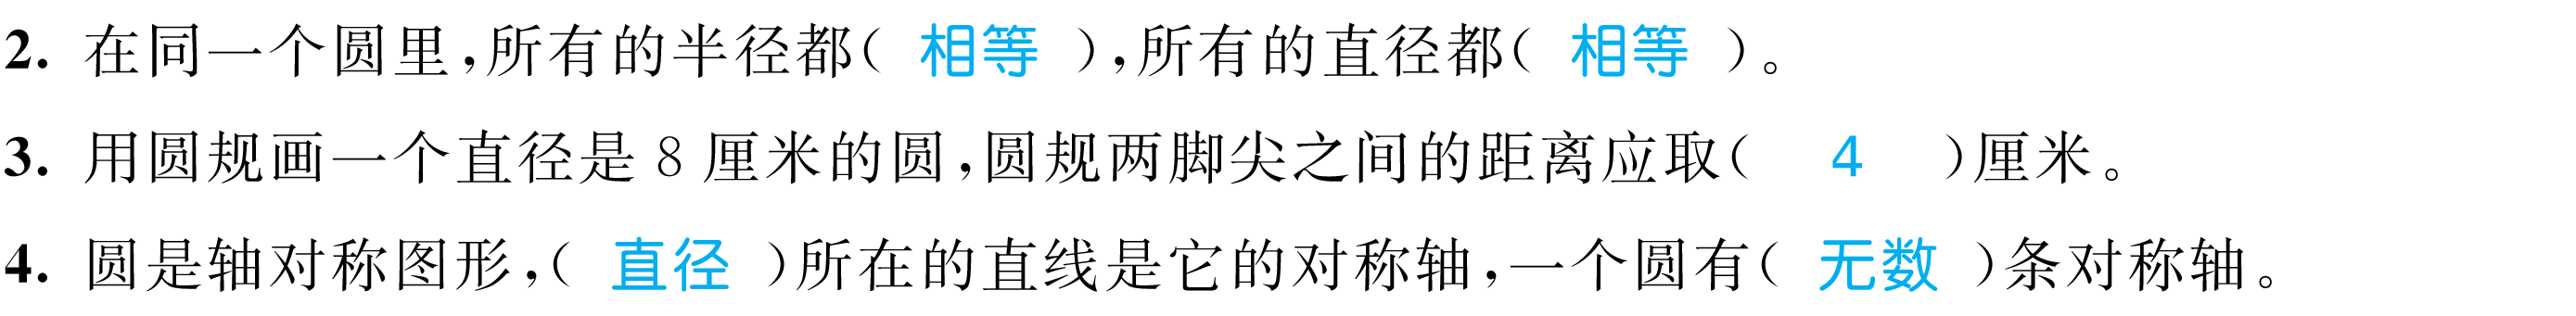 2. 在同一个圆里,所有的半径都( 相等 ),所有的直径都( 相等 )。
3. 用圆规画一个直径是 8 厘米的圆,圆规两脚尖之间的距离应取( 4 )厘米。
4. 圆是轴对称图形,( 直径 )所在的直线是它的对称轴,一个圆有( 无数 )条对称轴。